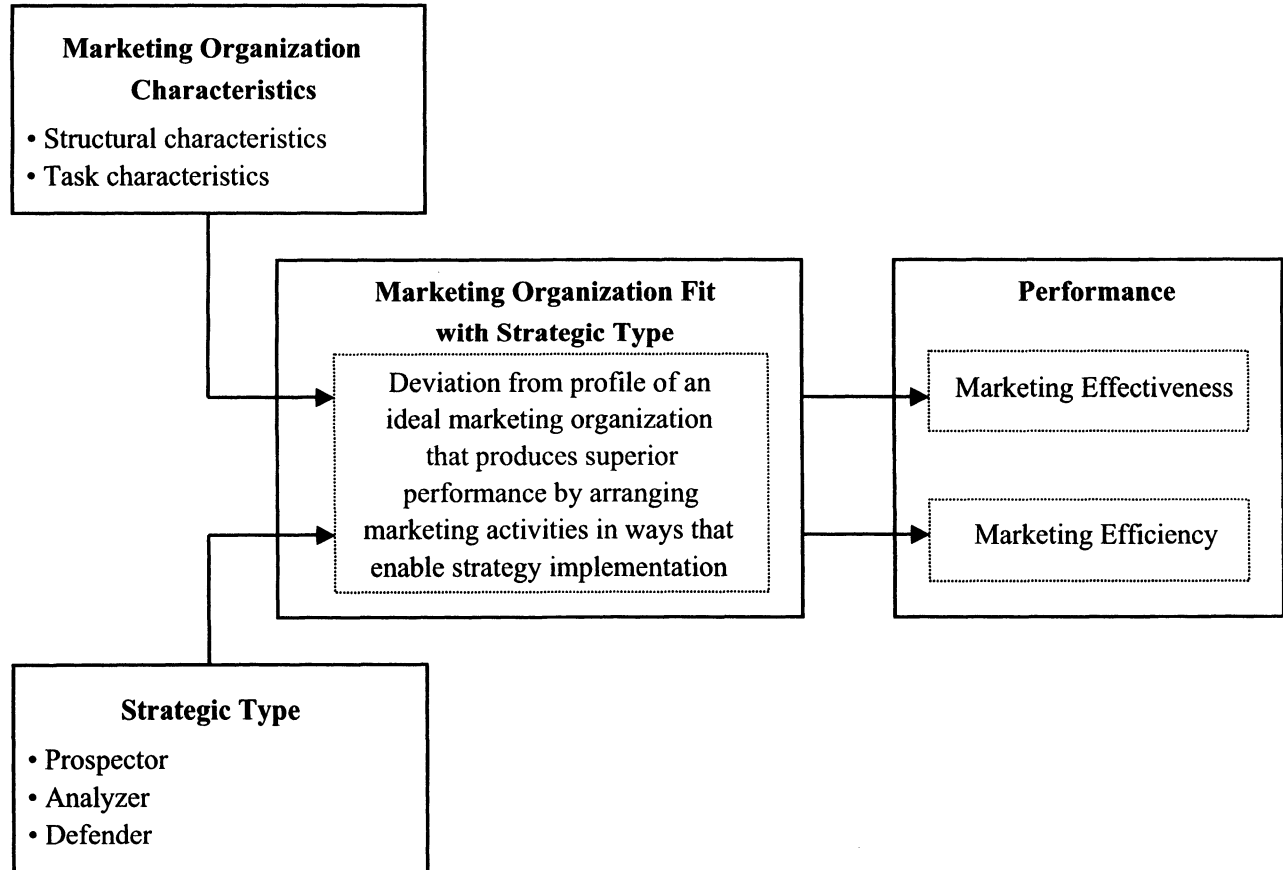 Marketing Organization
Characteristics
• Structural characteristics
• Task characteristics
Marketing Organization Fit
with Strategic Type
Deviation from profile of an
ideal marketing organization
that produces superior
performance by arranging
marketing activities in ways that
enable strategy implementation
Performance
Marketing Effectiveness
Marketing Efficiency
Strategic Type
• Prospector
• Analyzer
• Defender